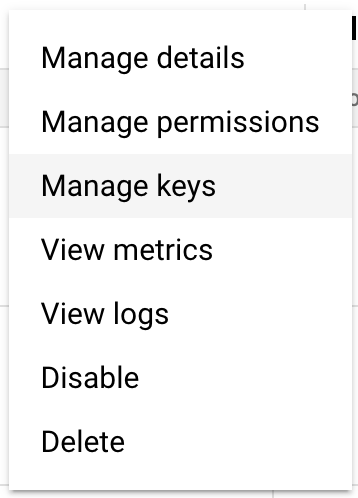 Manage details
Manage permissions
Manage keys
View metrics
View logs
Disable
Delete